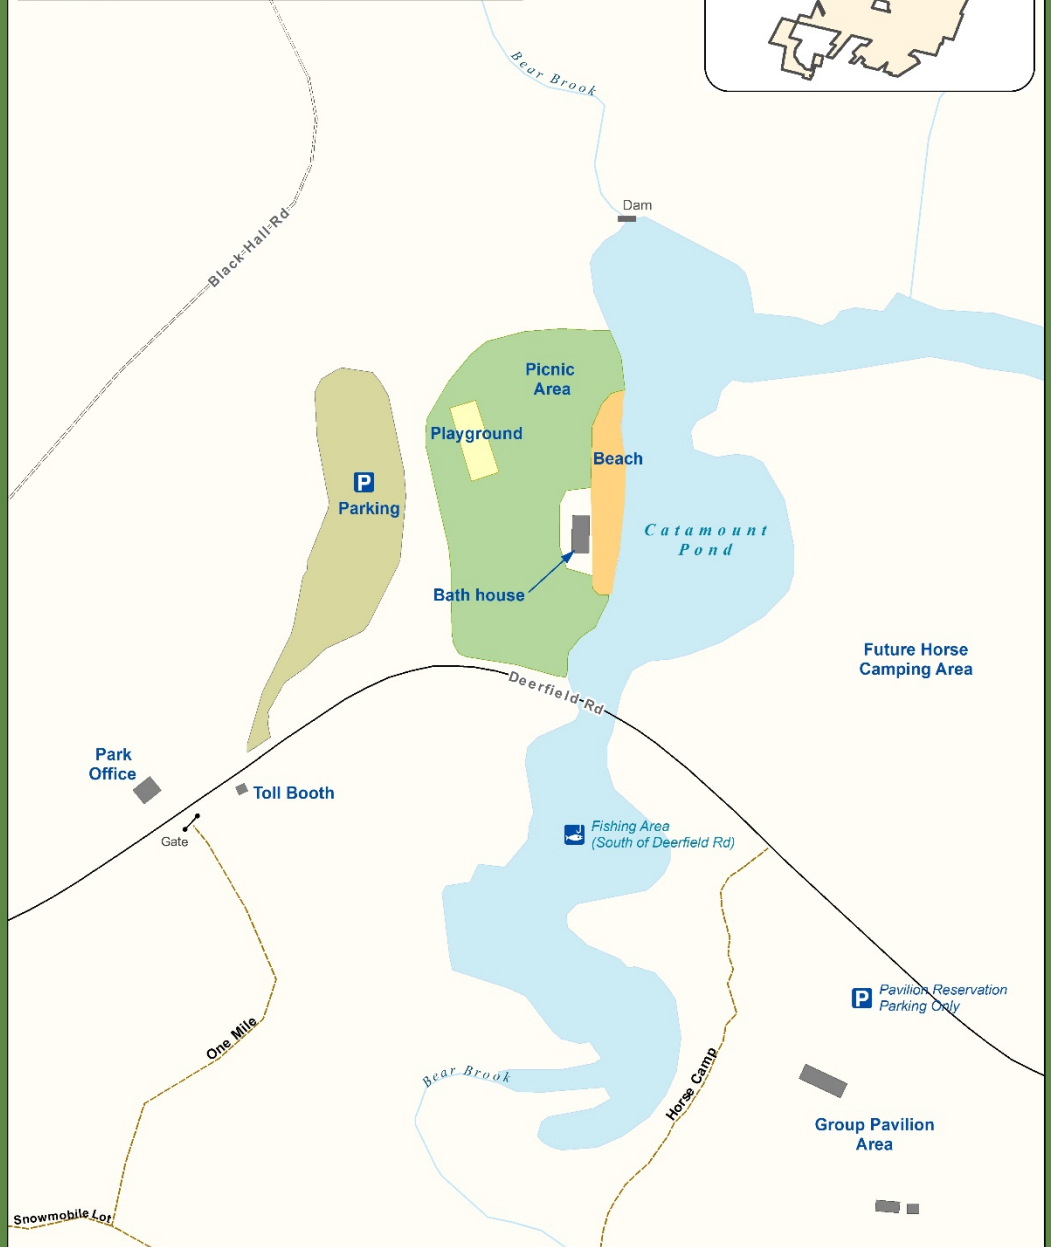 Bear Brook
Dam
Black Hall Rd
Picnic
Area
Playground
Beach
P
Parking
Catamount
Pond
Bath house
Future Horse
Camping Area
Deerfield Rd
Park
Office
Toll Booth
Gate
Fishing Area
(South of Deerfield Rd)
P
Pavilion Reservation
Parking Only
One Mile
Bear Brook
Horse Camp
Group Pavilion
Area
Snowmobile Lot